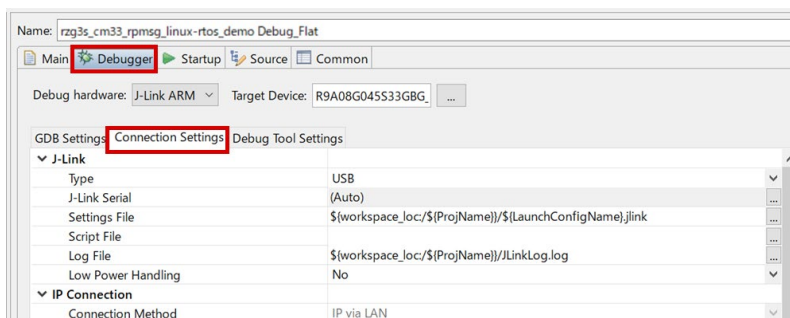 Name: rzg3s_cm33_rpmsg_linux-rtos_demo Debug_Flat
Main Debugger Startup Source Common
Debug hardware: J-Link ARM Target Device: R9A08G045S33GBG_ ...
GDB Settings Connection Settings Debug Tool Settings
J-Link
Type USB
J-Link Serial (Auto) ...
Settings File ${workspace_loc:/${ProjName}}/${LaunchConfigName}.jlink ...
Script File ...
Log File ${workspace_loc:/${ProjName}}/JLinkLog.log ...
Low Power Handling No
IP Connection
Connection Method IP via LAN